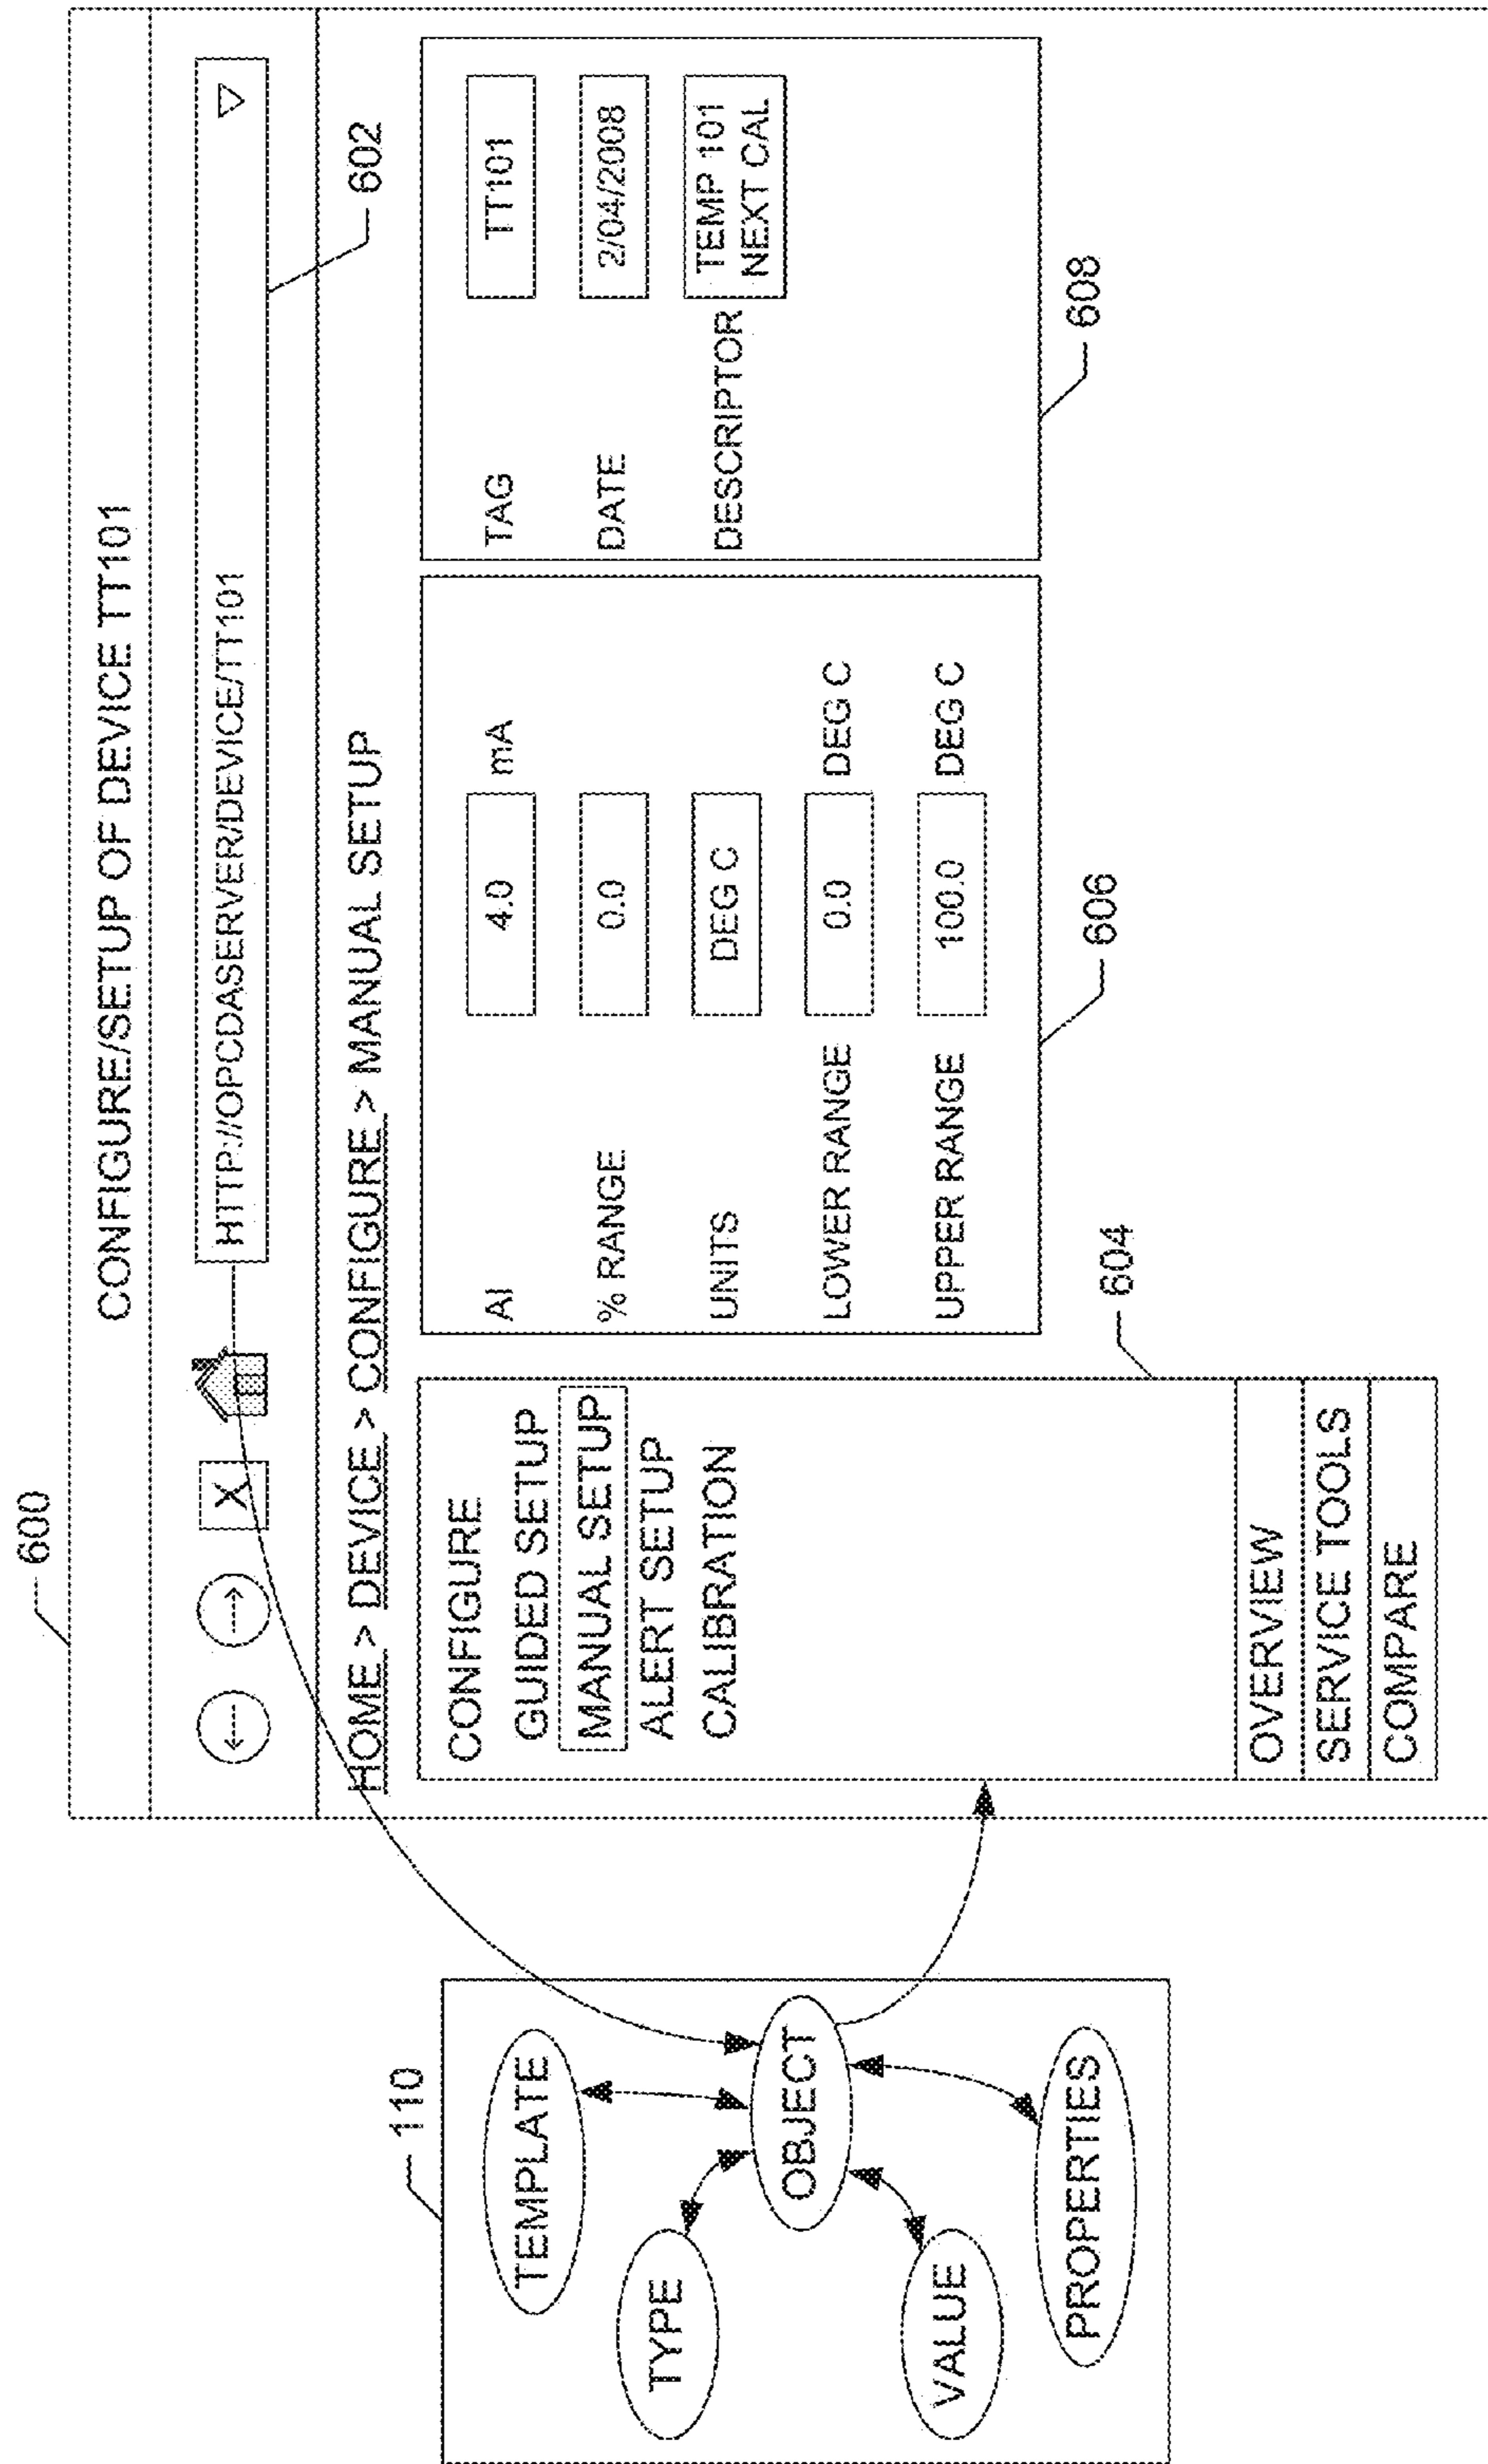 600
CONFIGURE/SETUP OF DEVICE TT101
X
HTTP://OPCDASERVER/DEVICE/TT101
602
HOME > DEVICE > CONFIGURE > MANUAL SETUP
110
TEMPLATE
TYPE
OBJECT
VALUE
PROPERTIES
CONFIGURE
GUIDED SETUP
MANUAL SETUP
ALERT SETUP
CALIBRATION
OVERVIEW
SERVICE TOOLS
COMPARE
604
AI 4.0 mA
% RANGE 0.0
UNITS DEG C
LOWER RANGE 0.0 DEG C
UPPER RANGE 100.0 DEG C
606
TAG TT101
DATE 2/04/2008
DESCRIPTOR TEMP 101
NEXT CAL
608